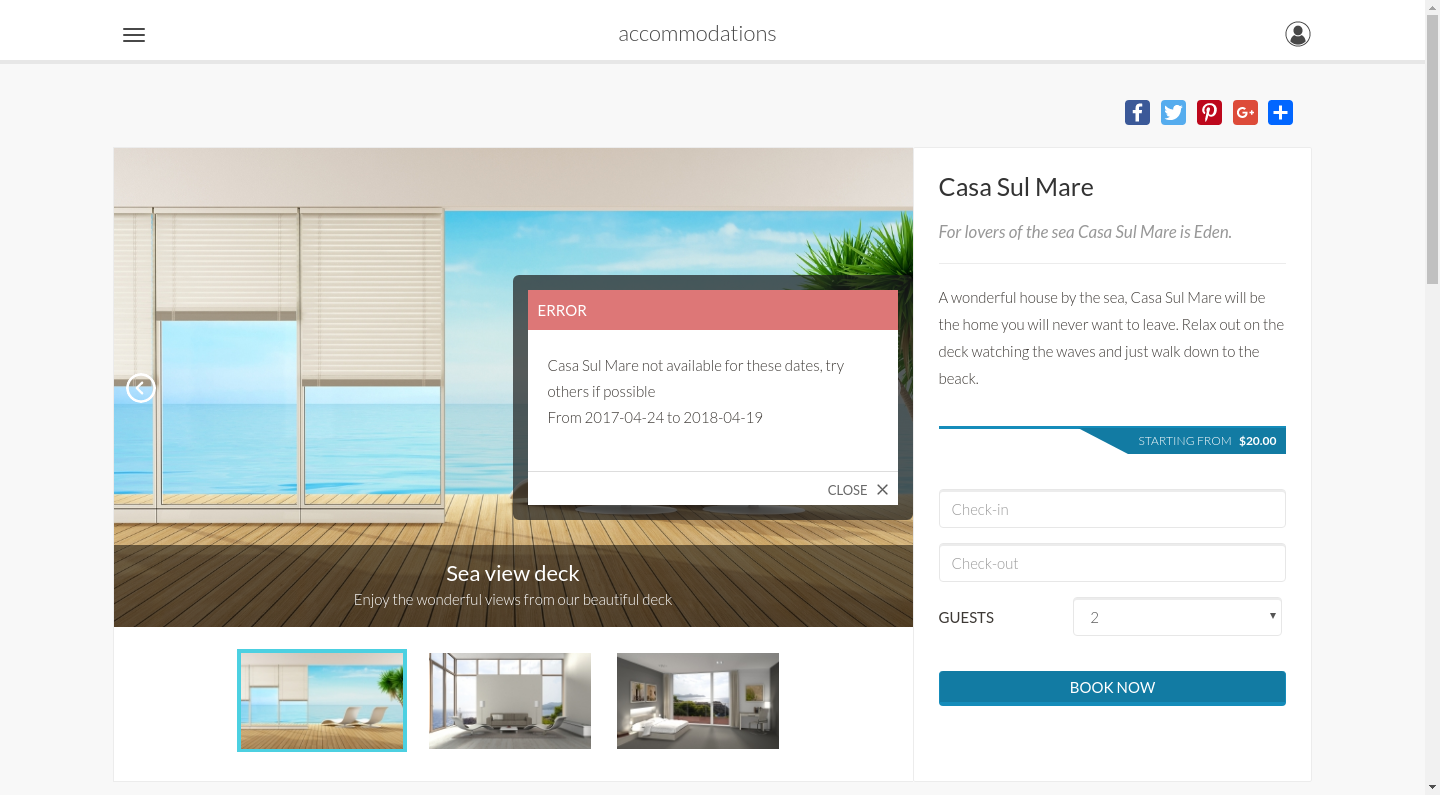 accommodations
Casa Sul Mare
For lovers of the sea Casa Sul Mare is Eden.
A wonderful house by the sea, Casa Sul Mare will be
the home you will never want to leave. Relax out on the
deck watching the waves and just walk down to the
beack.
STARTING FROM $20.00
Check-in
Check-out
GUESTS 2
BOOK NOW
ERROR
Casa Sul Mare not available for these dates, try
others if possible
From 2017-04-24 to 2018-04-19
CLOSE
Sea view deck
Enjoy the wonderful views from our beautiful deck